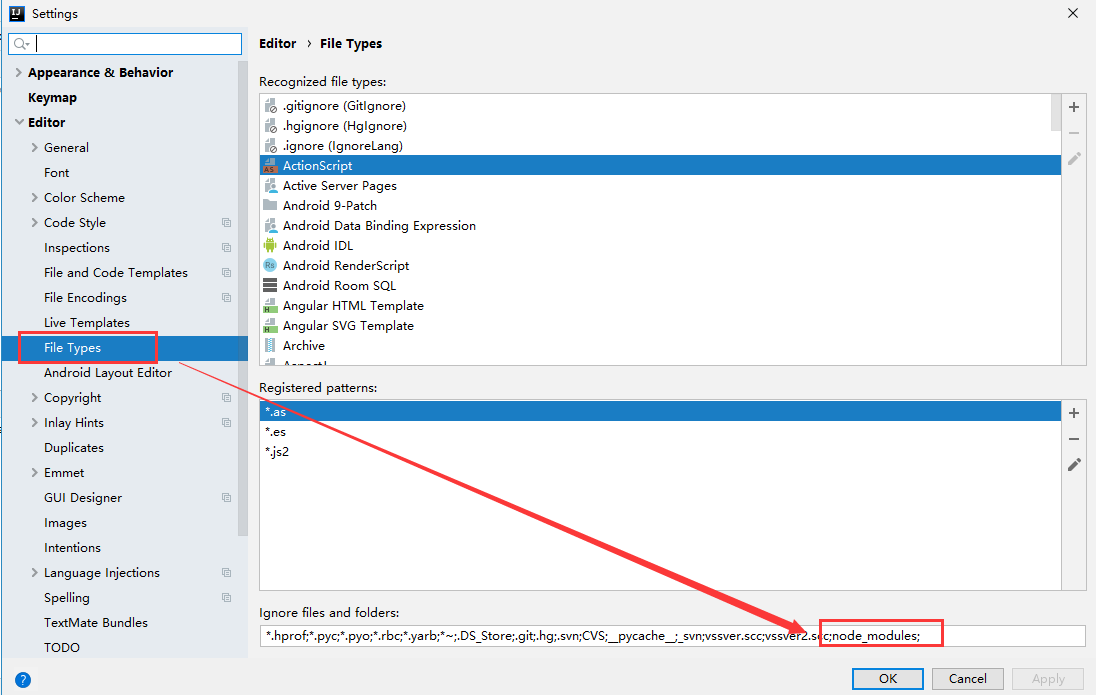 Settings
Appearance & Behavior
Keymap
Editor
General
Font
Color Scheme
Code Style
Inspections
File and Code Templates
File Encodings
Live Templates
File Types
Android Layout Editor
Copyright
Inlay Hints
Duplicates
Emmet
GUI Designer
Images
Intentions
Language Injections
Spelling
TextMate Bundles
TODO
Editor › File Types
Recognized file types:
.gitignore (GitIgnore)
.hgignore (HgIgnore)
.ignore (IgnoreLang)
ActionScript
Active Server Pages
Android 9-Patch
Android Data Binding Expression
Android IDL
Android RenderScript
Android Room SQL
Angular HTML Template
Angular SVG Template
Archive
AspectJ
Registered patterns:
*.as
*.es
*.js2
Ignore files and folders:
*.hprof;*.pyc;*.pyo;*.rbc;*.yarb;*~;.DS_Store;.git;.hg;.svn;CVS;__pycache__;_svn;vssver.scc;vssver2.scc;node_modules;
?
OK
Cancel
Apply